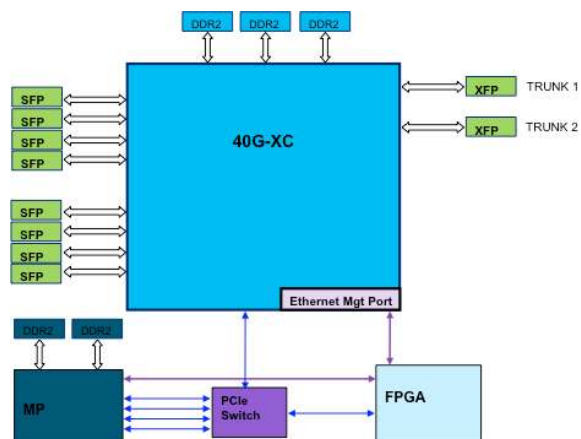 DDR2 DDR2 DDR2
SFP
SFP
SFP
SFP
XFP TRUNK 1
XFP TRUNK 2
40G-XC
SFP
SFP
SFP
SFP
Ethernet Mgt Port
DDR2 DDR2
MP
PCIe
Switch
FPGA